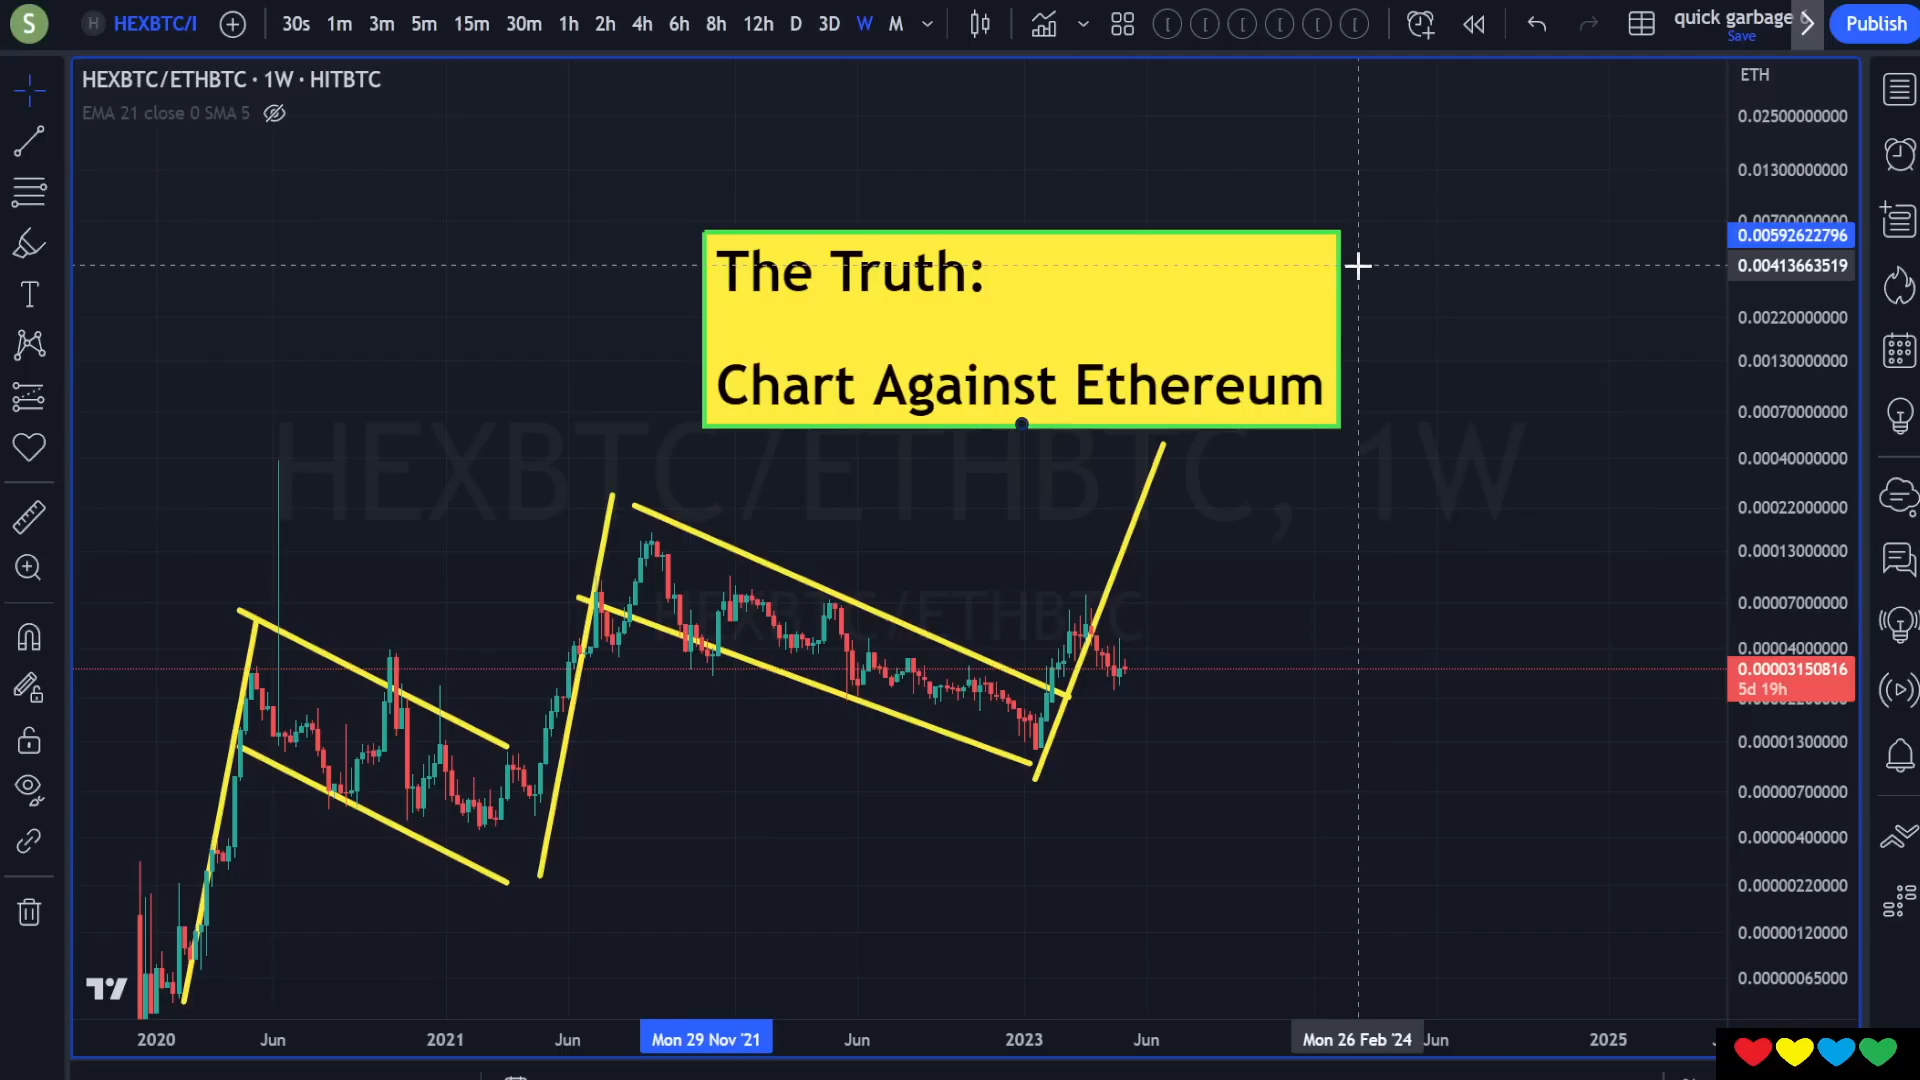 S
H HEXBTC/I 30s 1m 3m 5m 15m 30m 1h 2h 4h 6h 8h 12h D 3D W M quick garbage Publish
Save
HEXBTC/ETHBTC · 1W · HITBTC
EMA 21 close 0 SMA 5
The Truth:
Chart Against Ethereum
HEXBTC/ETHBTC, 1W
HEXBTC/ETHBTC
ETH
0.02500000000
0.01300000000
0.00700000000
0.00592622796
0.00413663519
0.00220000000
0.00130000000
0.00070000000
0.00040000000
0.00022000000
0.00013000000
0.00007000000
0.00004000000
0.00003150816
5d 19h
0.00001300000
0.00000700000
0.00000400000
0.00000220000
0.00000120000
0.00000065000
2020 Jun 2021 Jun Mon 29 Nov '21 Jun 2023 Jun Mon 26 Feb '24 Jun 2025